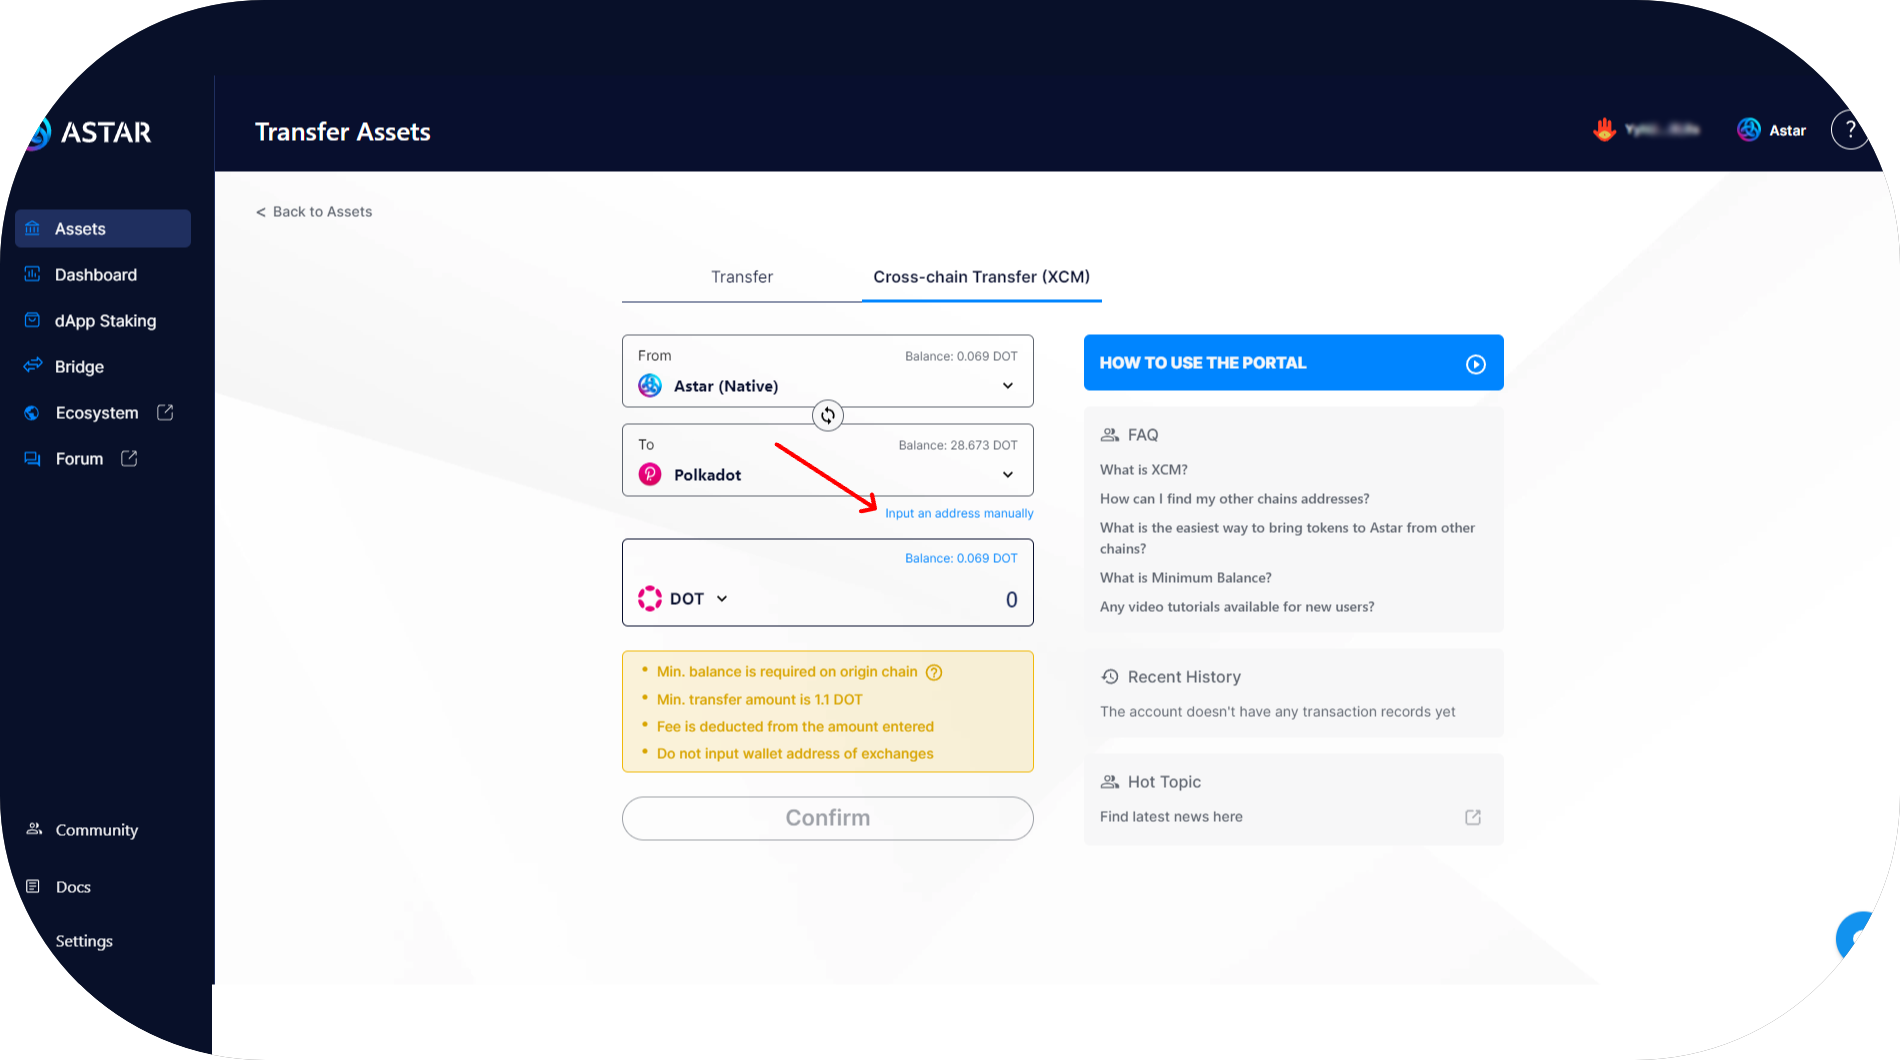 ASTAR
Transfer Assets
Astar
?
< Back to Assets
Assets
Dashboard
dApp Staking
Bridge
Ecosystem
Forum
Community
Docs
Settings
Transfer
Cross-chain Transfer (XCM)
From
Balance: 0.069 DOT
Astar (Native)
To
Balance: 28.673 DOT
Polkadot
Input an address manually
Balance: 0.069 DOT
DOT
0
• Min. balance is required on origin chain ?
• Min. transfer amount is 1.1 DOT
• Fee is deducted from the amount entered
• Do not input wallet address of exchanges
Confirm
HOW TO USE THE PORTAL
FAQ
What is XCM?
How can I find my other chains addresses?
What is the easiest way to bring tokens to Astar from other
chains?
What is Minimum Balance?
Any video tutorials available for new users?
Recent History
The account doesn't have any transaction records yet
Hot Topic
Find latest news here